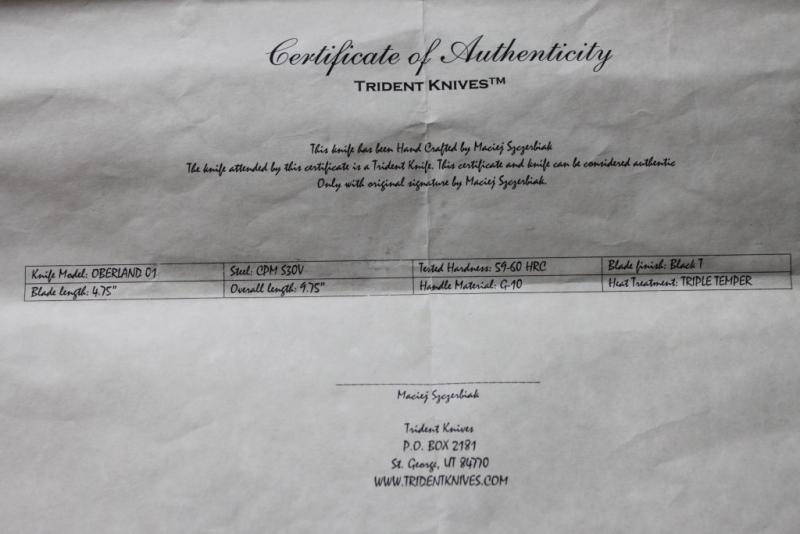 Certificate of Authenticity
TRIDENT KNIVES™
This knife has been Hand Crafted by Maciej Szczerbiak
The knife attended by this certificate is a Trident Knife. This certificate and knife can be considered authentic
Only with original signature by Maciej Szczerbiak.
Knife Model: OBERLAND 01 Steel: CPM S30V Tested Hardness: 59-60 HRC Blade finish: Black T
Blade length: 4.75" Overall length: 9.75" Handle Material: G-10 Heat Treatment: TRIPLE TEMPER
Maciej Szczerbiak
Trident Knives
P.O. BOX 2181
St. George, UT 84770
WWW.TRIDENTKNIVES.COM